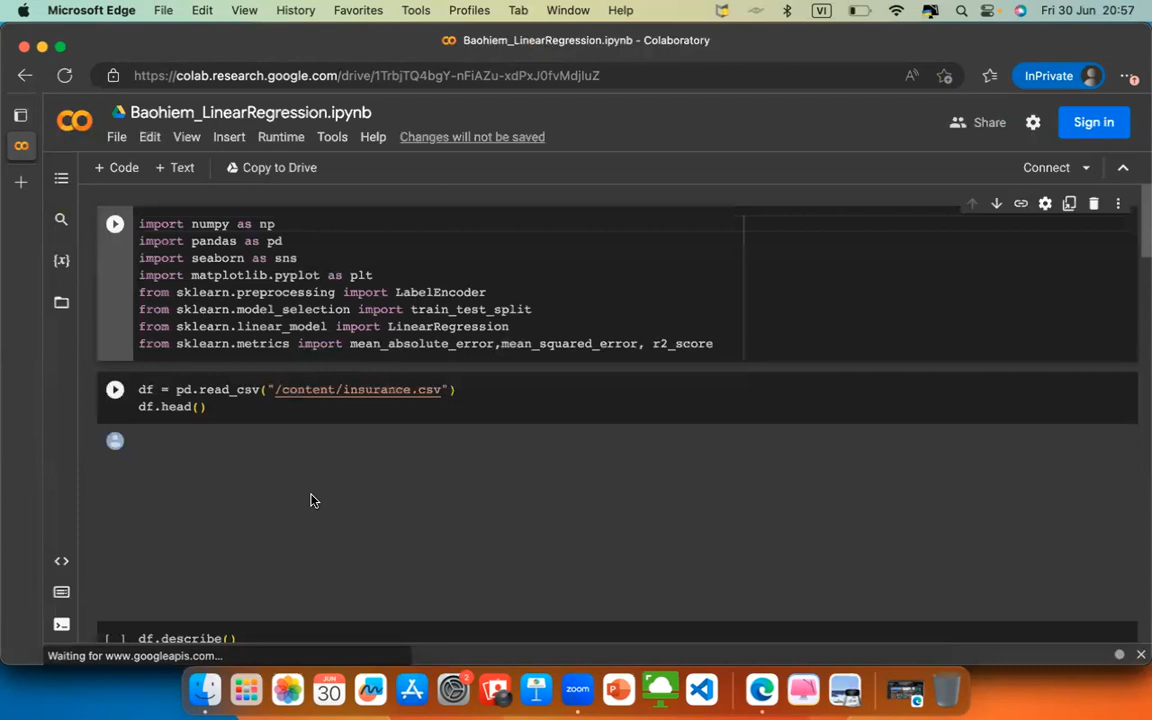 Microsoft Edge File Edit View History Favorites Tools Profiles Tab Window Help VI Fri 30 Jun 20:57
Baohiem_LinearRegression.ipynb - Colaboratory
https://colab.research.google.com/drive/1TrbjTQ4bgY-nFiAZu-xdPxJ0fvMdjluZ InPrivate
Baohiem_LinearRegression.ipynb
Share Sign in
File Edit View Insert Runtime Tools Help Changes will not be saved
+ Code + Text Copy to Drive Connect
import numpy as np
import pandas as pd
import seaborn as sns
import matplotlib.pyplot as plt
from sklearn.preprocessing import LabelEncoder
from sklearn.model_selection import train_test_split
from sklearn.linear_model import LinearRegression
from sklearn.metrics import mean_absolute_error,mean_squared_error, r2_score
df = pd.read_csv("/content/insurance.csv")
df.head()
[ ] df.describe()
Waiting for www.googleapis.com...
JUN
30
2
zoom